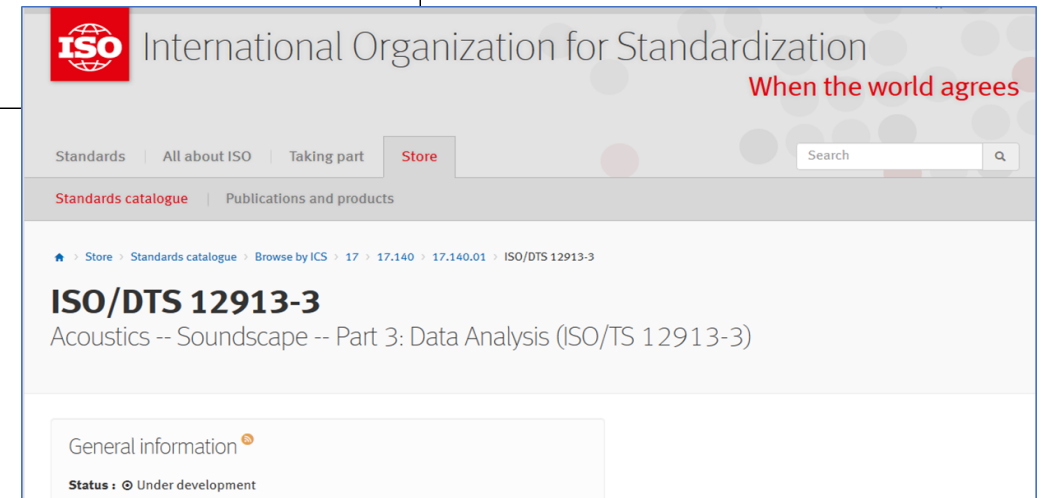 ISO
International Organization for Standardization
When the world agrees
Standards All about ISO Taking part Store
Search
Standards catalogue Publications and products
Store > Standards catalogue > Browse by ICS > 17 > 17.140 > 17.140.01 > ISO/DTS 12913-3
ISO/DTS 12913-3
Acoustics -- Soundscape -- Part 3: Data Analysis (ISO/TS 12913-3)
General information
Status : Under development